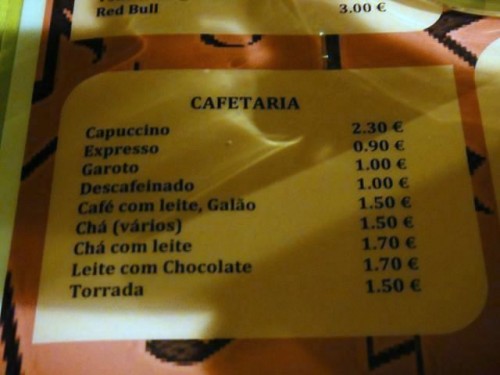 Red Bull 3.00 €
CAFETARIA
Capuccino 2.30 €
Expresso 0.90 €
Garoto 1.00 €
Descafeinado 1.00 €
Café com leite, Galão 1.50 €
Chá (vários) 1.50 €
Chá com leite 1.70 €
Leite com Chocolate 1.70 €
Torrada 1.50 €